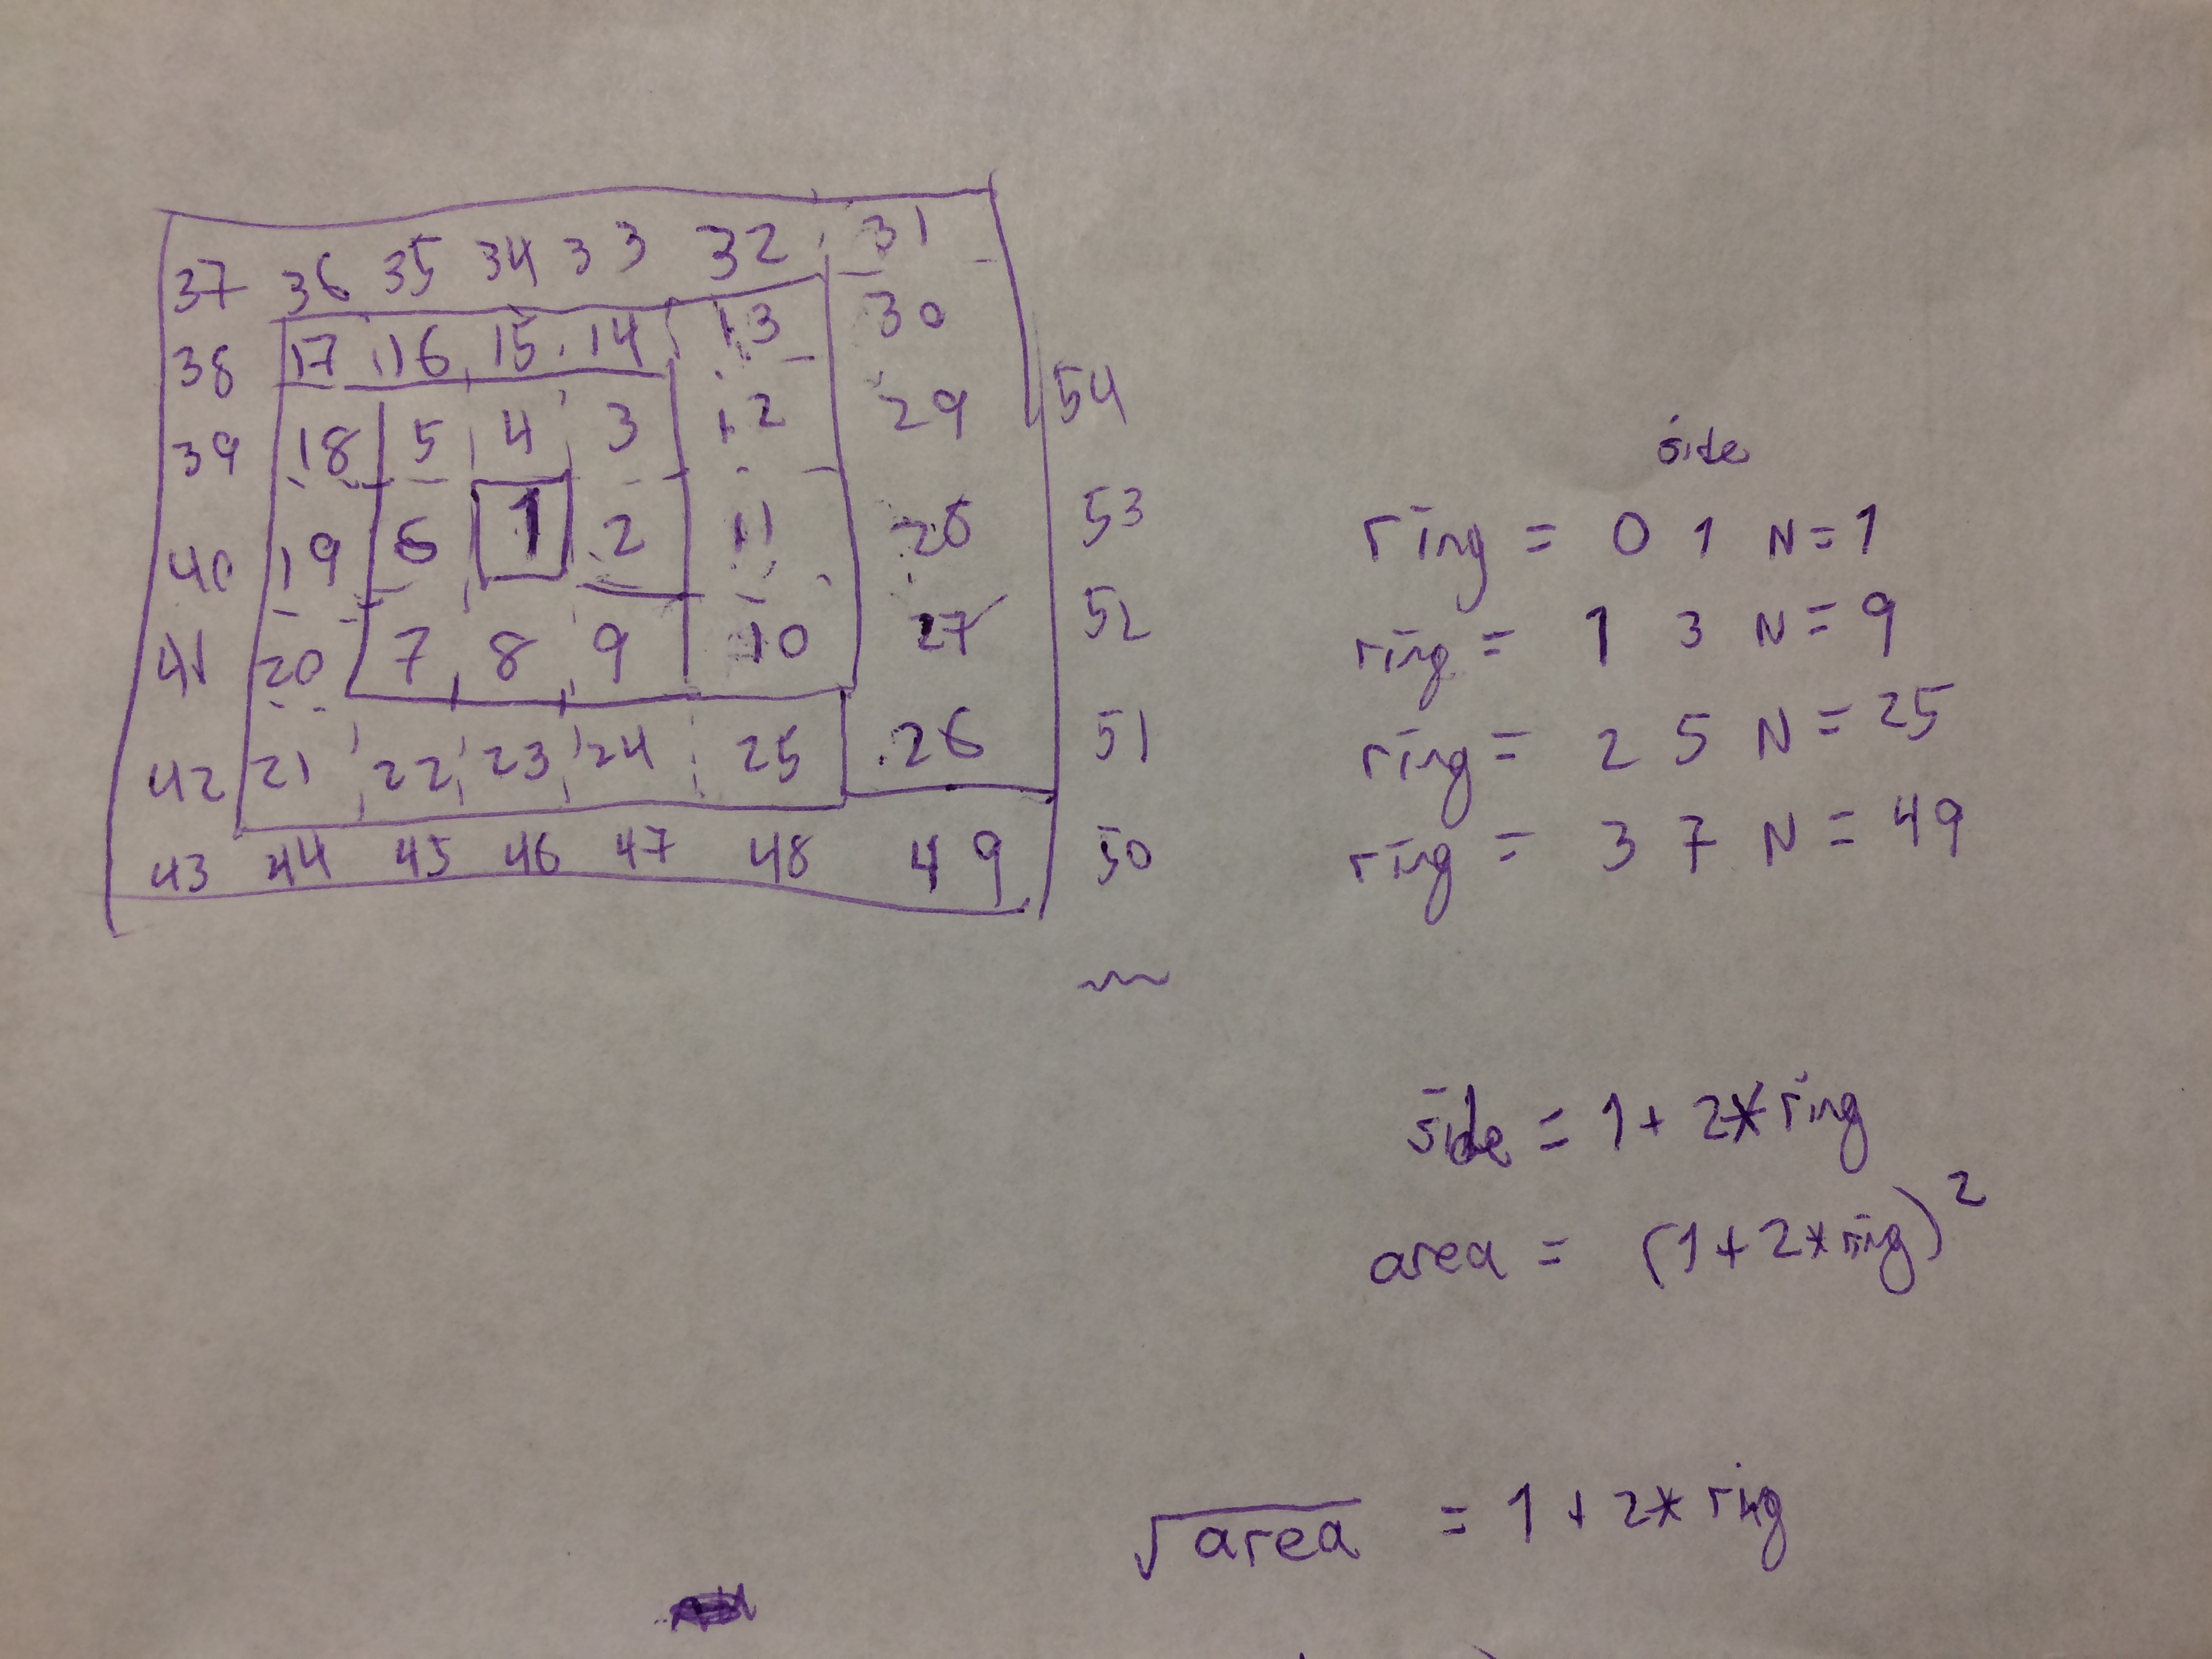 37 36 35 34 33 32 31
38 17 16 15 14 13 30
39 18 5 4 3 12 29 54
40 19 6 1 2 11 28 53
41 20 7 8 9 10 27 52
42 21 22 23 24 25 26 51
43 44 45 46 47 48 49 50
side
ring = 0 1 N=1
ring = 1 3 N=9
ring = 2 5 N=25
ring = 3 7 N=49
side = 1+2*ring
area = (1+2*ring)²
√area = 1+2*ring